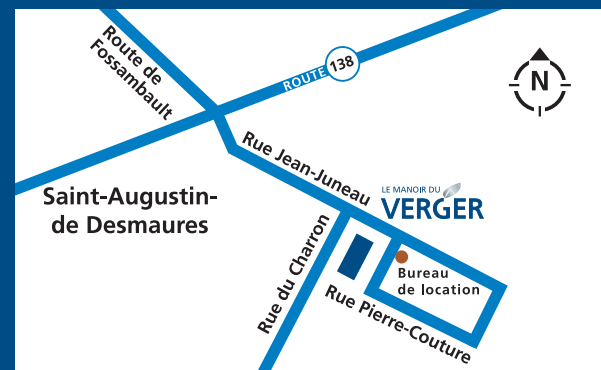 Route de
Fossambault
ROUTE 138
N
Rue Jean-Juneau
Saint-Augustin-
de Desmaures
LE MANOIR DU
VERGER
Rue du Charron
Bureau
de location
Rue Pierre-Couture